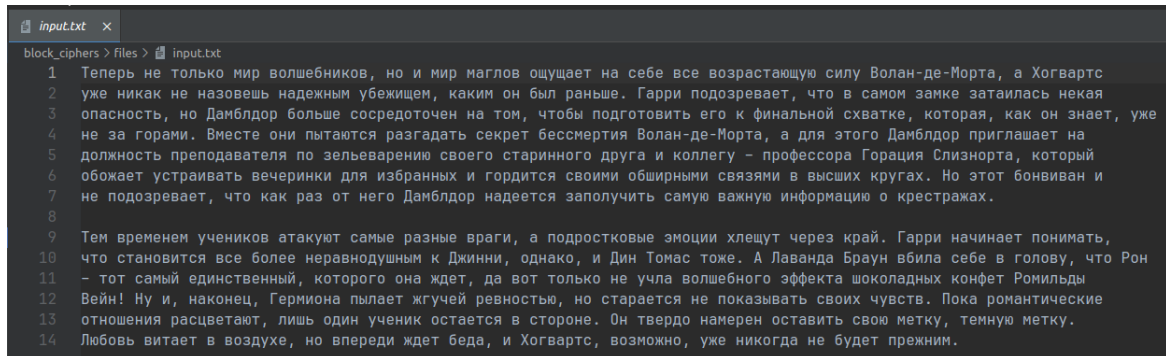 input.txt ×
block_ciphers > files > input.txt
1 Теперь не только мир волшебников, но и мир маглов ощущает на себе все возрастающую силу Волан-де-Морта, а Хогвартс
2 уже никак не назовешь надежным убежищем, каким он был раньше. Гарри подозревает, что в самом замке затаилась некая
3 опасность, но Дамблдор больше сосредоточен на том, чтобы подготовить его к финальной схватке, которая, как он знает, уже
4 не за горами. Вместе они пытаются разгадать секрет бессмертия Волан-де-Морта, а для этого Дамблдор приглашает на
5 должность преподавателя по зельеварению своего старинного друга и коллегу – профессора Горация Слизнорта, который
6 обожает устраивать вечеринки для избранных и гордится своими обширными связями в высших кругах. Но этот бонвиван и
7 не подозревает, что как раз от него Дамблдор надеется заполучить самую важную информацию о крестражах.
8
9 Тем временем учеников атакуют самые разные враги, а подростковые эмоции хлещут через край. Гарри начинает понимать,
10 что становится все более неравнодушным к Джинни, однако, и Дин Томас тоже. А Лаванда Браун вбила себе в голову, что Рон
11 – тот самый единственный, которого она ждет, да вот только не учла волшебного эффекта шоколадных конфет Ромильды
12 Вейн! Ну и, наконец, Гермиона пылает жгучей ревностью, но старается не показывать своих чувств. Пока романтические
13 отношения расцветают, лишь один ученик остается в стороне. Он твердо намерен оставить свою метку, темную метку.
14 Любовь витает в воздухе, но впереди ждет беда, и Хогвартс, возможно, уже никогда не будет прежним.